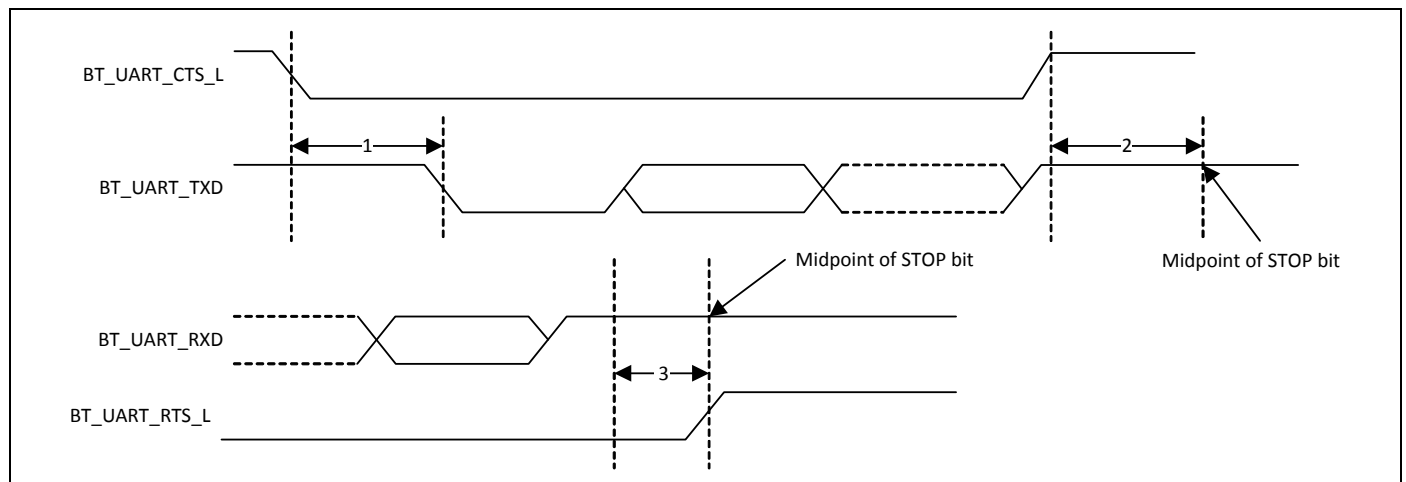 BT_UART_CTS_L
1
2
BT_UART_TXD
Midpoint of STOP bit
Midpoint of STOP bit
BT_UART_RXD
3
BT_UART_RTS_L